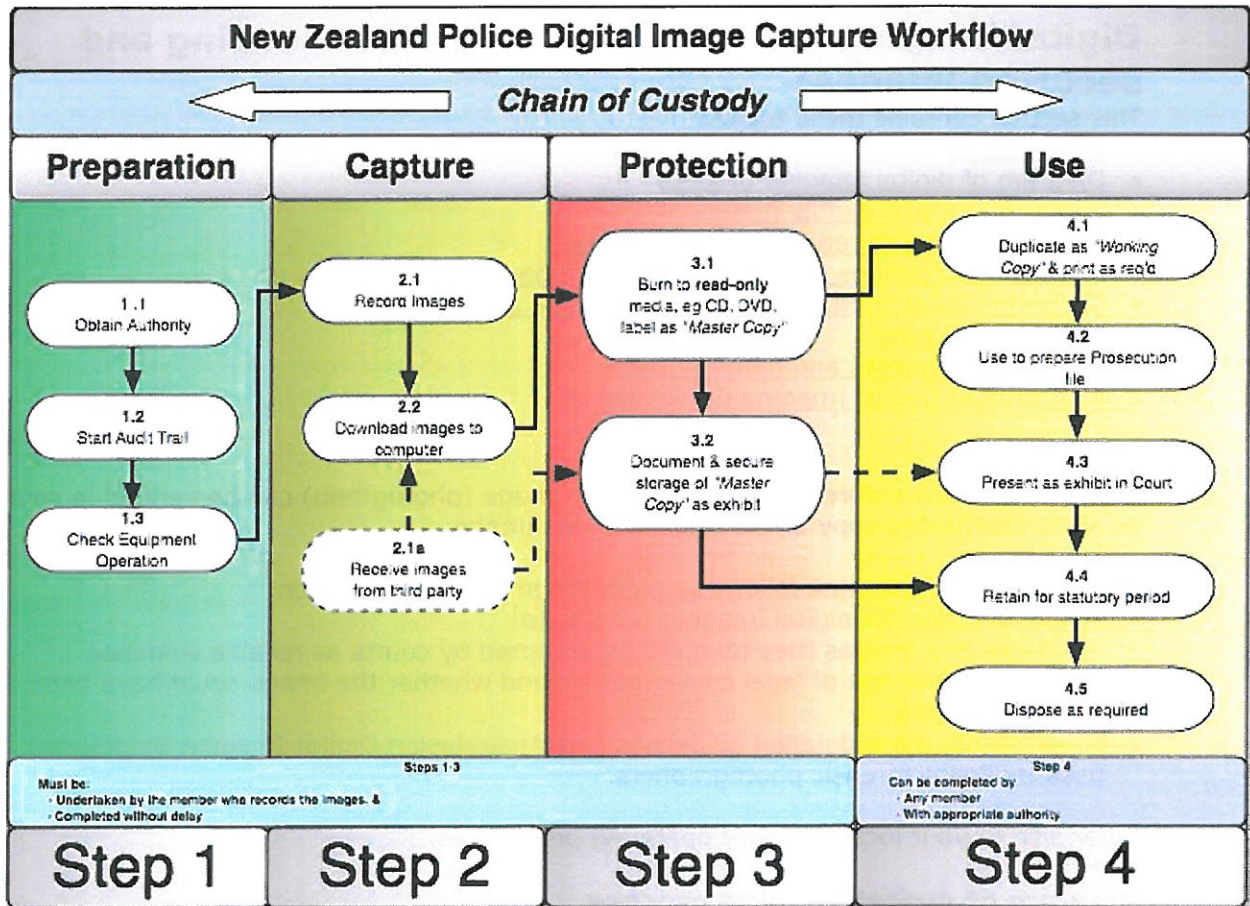 New Zealand Police Digital Image Capture Workflow
Chain of Custody
Preparation
Capture
Protection
Use
1.1
Obtain Authority
1.2
Start Audit Trail
1.3
Check Equipment
Operation
2.1
Record Images
2.2
Download images to
computer
2.1a
Receive images
from third party
3.1
Burn to read-only
media, eg CD, DVD,
label as "Master Copy"
3.2
Document & secure
storage of "Master
Copy" as exhibit
4.1
Duplicate as "Working
Copy" & print as req'd
4.2
Use to prepare Prosecution
file
4.3
Present as exhibit in Court
4.4
Retain for statutory period
4.5
Dispose as required
Steps 1-3
Must be:
- Undertaken by the member who records the images, &
- Completed without delay
Step 4
Can be completed by
- Any member
- With appropriate authority
Step 1
Step 2
Step 3
Step 4